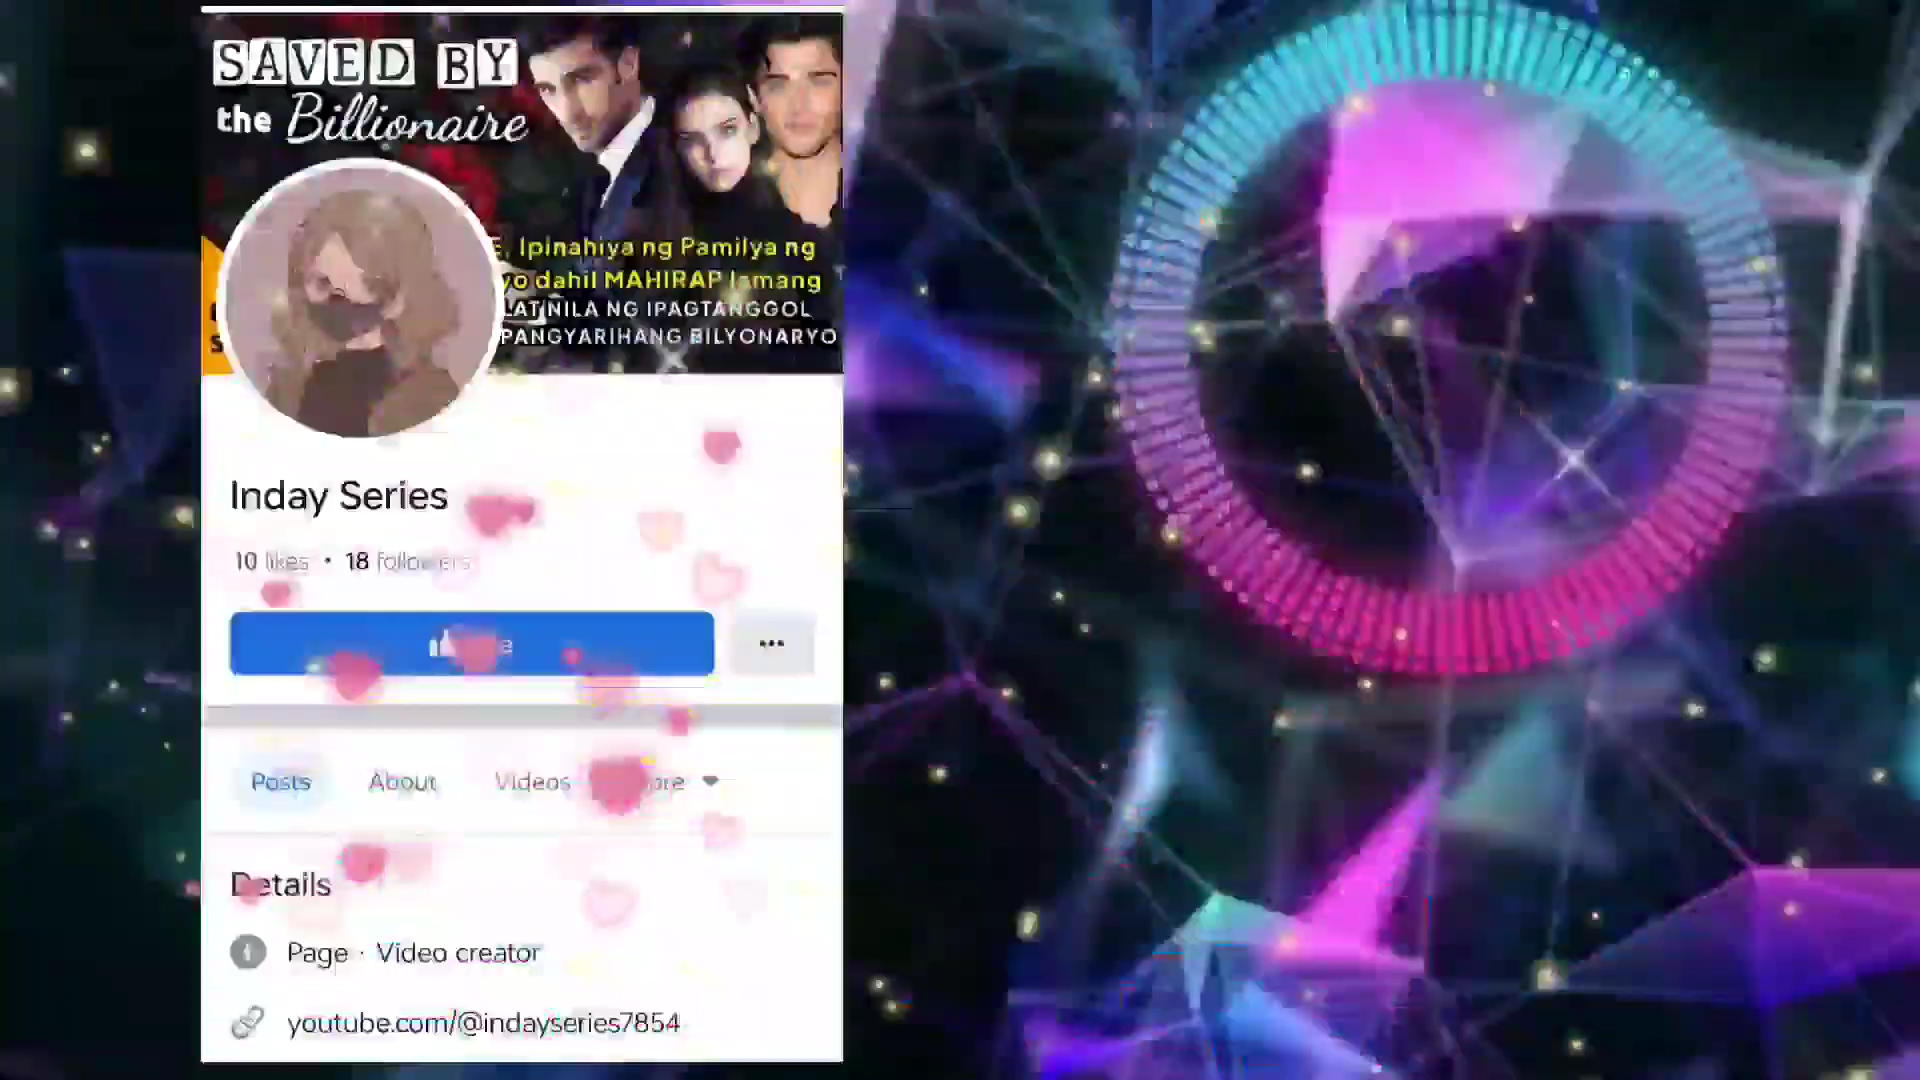 SAVED BY
the Billionaire
Ipinahiya ng Pamilya ng
dahil MAHIRAP lamang
NILA NG IPAGTANGGOL
PANGYARIHANG BILYONARYO
Inday Series
10 likes • 18 followers
Posts About Videos
Details
Page · Video creator
youtube.com/@indayseries7854